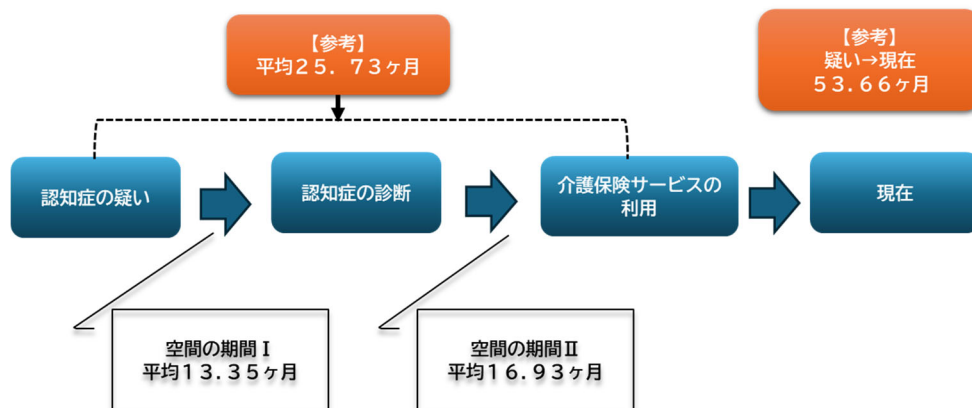 【参考】
平均２５．７３ヶ月
【参考】
疑い→現在
５３.６６ヶ月
認知症の疑い
認知症の診断
介護保険サービスの
利用
現在
空間の期間Ⅰ
平均１３.３５ヶ月
空間の期間Ⅱ
平均１６.９３ヶ月